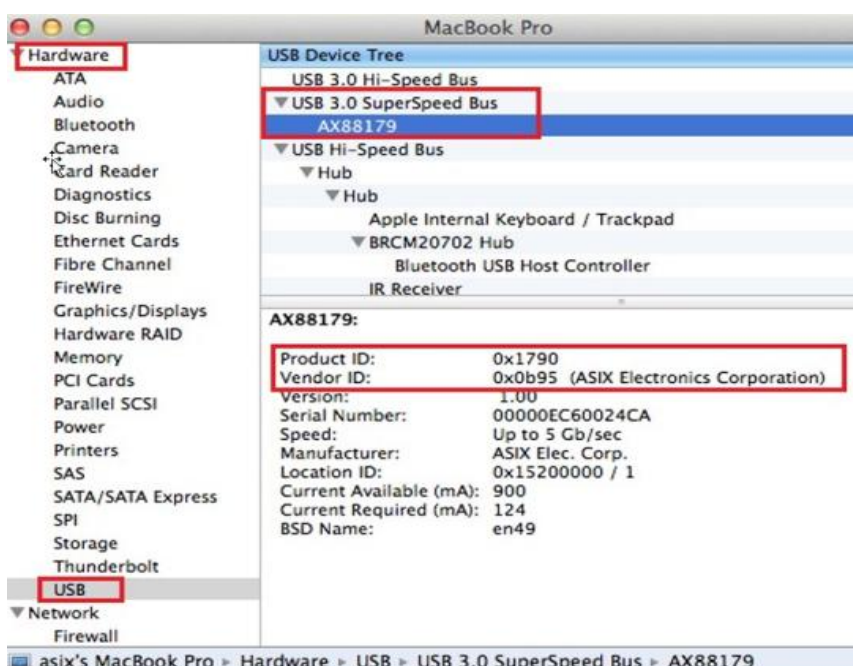 MacBook Pro
Hardware
ATA
Audio
Bluetooth
Camera
Card Reader
Diagnostics
Disc Burning
Ethernet Cards
Fibre Channel
FireWire
Graphics/Displays
Hardware RAID
Memory
PCI Cards
Parallel SCSI
Power
Printers
SAS
SATA/SATA Express
SPI
Storage
Thunderbolt
USB
Network
Firewall
USB Device Tree
USB 3.0 Hi-Speed Bus
USB 3.0 SuperSpeed Bus
AX88179
USB Hi-Speed Bus
Hub
Hub
Apple Internal Keyboard / Trackpad
BRCM20702 Hub
Bluetooth USB Host Controller
IR Receiver
AX88179:
Product ID: 0x1790
Vendor ID: 0x0b95 (ASIX Electronics Corporation)
Version: 1.00
Serial Number: 00000EC60024CA
Speed: Up to 5 Gb/sec
Manufacturer: ASIX Elec. Corp.
Location ID: 0x15200000 / 1
Current Available (mA): 900
Current Required (mA): 124
BSD Name: en49
asix's MacBook Pro ▸ Hardware ▸ USB ▸ USB 3.0 SuperSpeed Bus ▸ AX88179